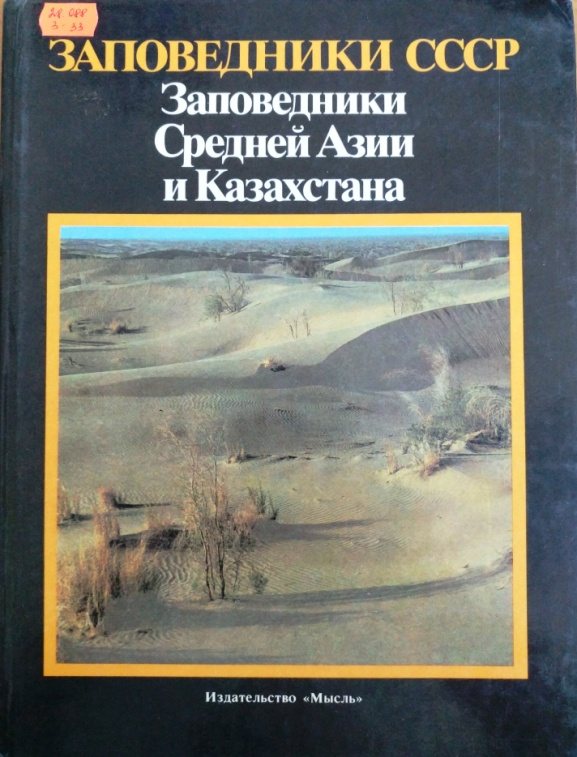 ЗАПОВЕДНИКИ СССР
Заповедники
Средней Азии
и Казахстана
Издательство «Мысль»